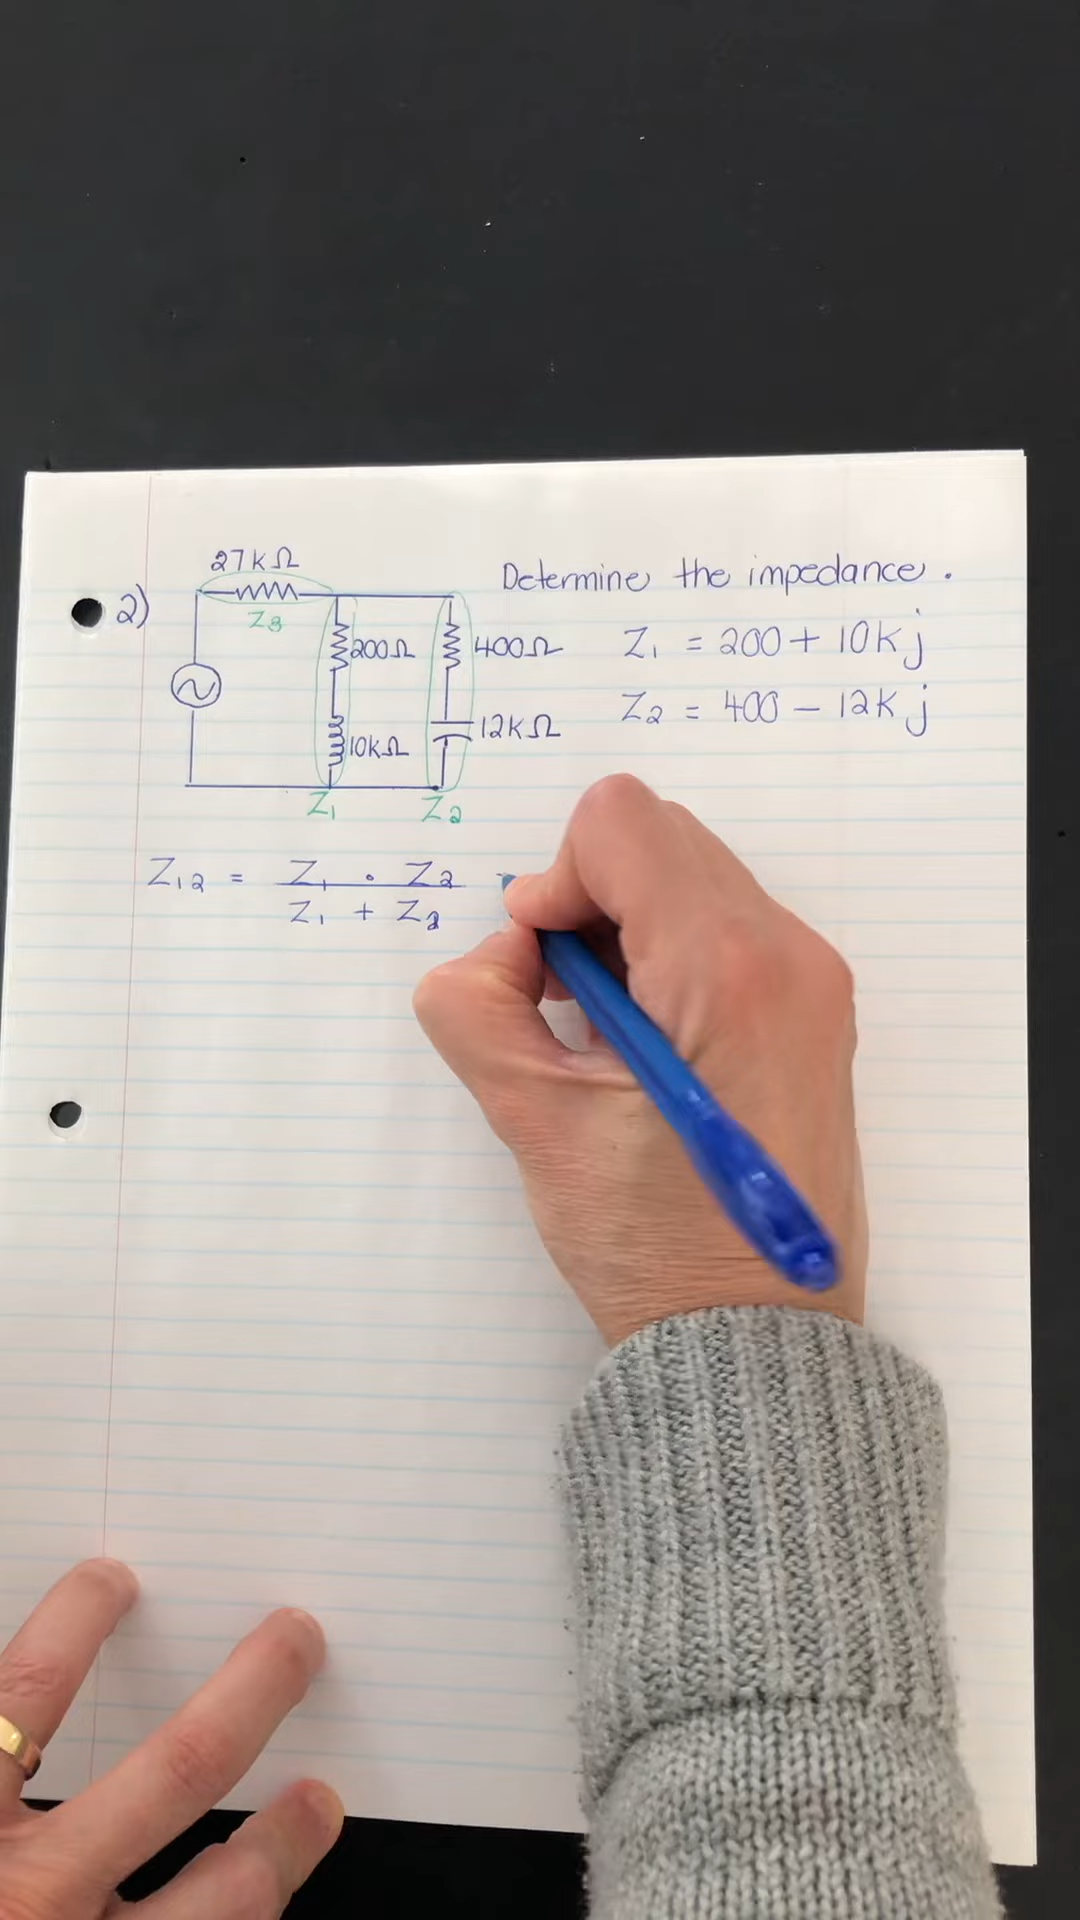 2)
27kΩ
Z3
200Ω
10kΩ
Z1
400Ω
12kΩ
Z2
Determine the impedance.
Z1 = 200 + 10k j
Z2 = 400 − 12k j
Z12 = Z1 . Z2
Z1 + Z2